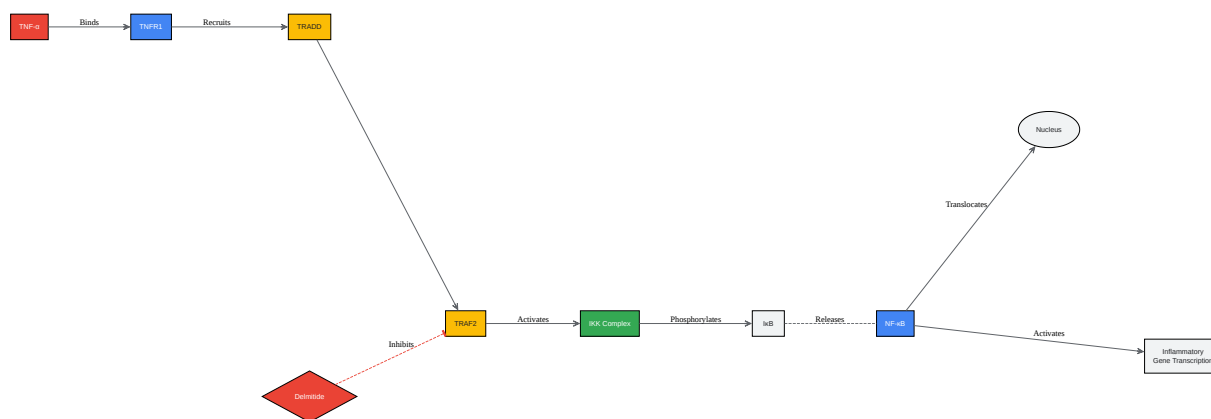 TNF-α
Binds
TNFR1
Recruits
TRADD
Nucleus
Translocates
TRAF2
Activates
IKK Complex
Phosphorylates
IκB
Releases
NF-κB
Activates
Inflammatory
Gene Transcription
Inhibits
Delmitide